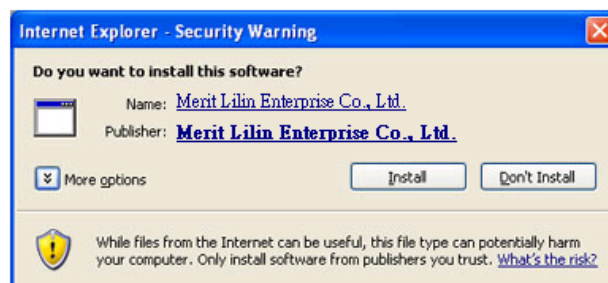 Internet Explorer - Security Warning
Do you want to install this software?
Name: Merit Lilin Enterprise Co., Ltd.
Publisher: Merit Lilin Enterprise Co., Ltd.
More options
Install
Don't Install
While files from the Internet can be useful, this file type can potentially harm
your computer. Only install software from publishers you trust. What's the risk?